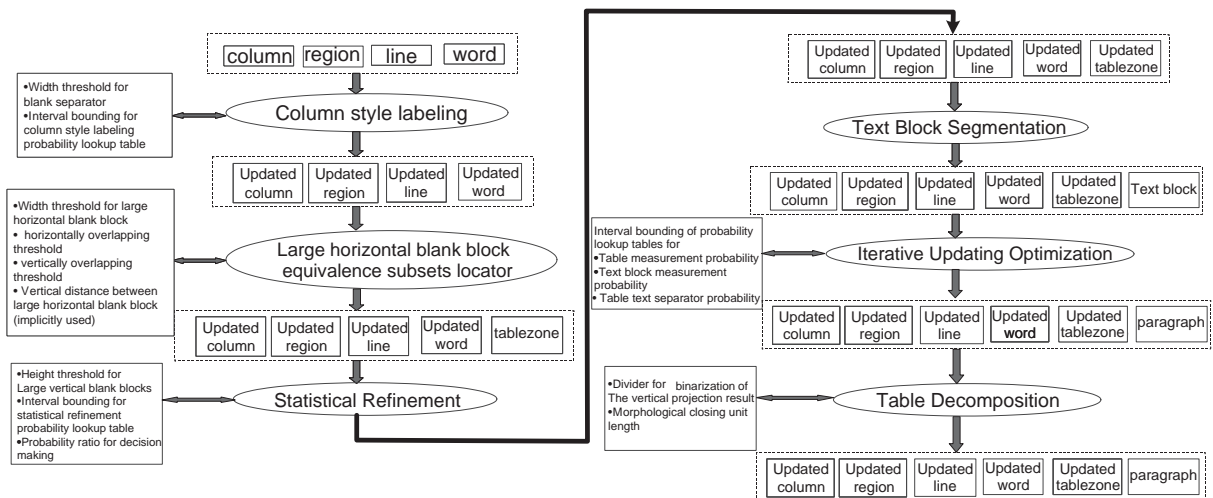 column region line word
•Width threshold for
blank separator
•Interval bounding for
column style labeling
probability lookup table
Column style labeling
Updated Updated Updated Updated
column region line word
•Width threshold for large
horizontal blank block
• horizontally overlapping
threshold
• vertically overlapping
threshold
• Vertical distance between
large horizontal blank block
(implicitly used)
Large horizontal blank block
equivalence subsets locator
Updated Updated Updated Updated tablezone
column region line word
•Height threshold for
Large vertical blank blocks
•Interval bounding for
statistical refinement
probability lookup table
•Probability ratio for decision
making
Statistical Refinement
Updated Updated Updated Updated Updated
column region line word tablezone
Text Block Segmentation
Updated Updated Updated Updated Updated Text block
column region line word tablezone
Interval bounding of probability
lookup tables for
•Table measurement probability
•Text block measurement
probability
• Table text separator probability
Iterative Updating Optimization
Updated Updated Updated Updated Updated paragraph
column region line word tablezone
•Divider for binarization of
The vertical projection result
•Morphological closing unit
length
Table Decomposition
Updated Updated Updated Updated Updated paragraph
column region line word tablezone